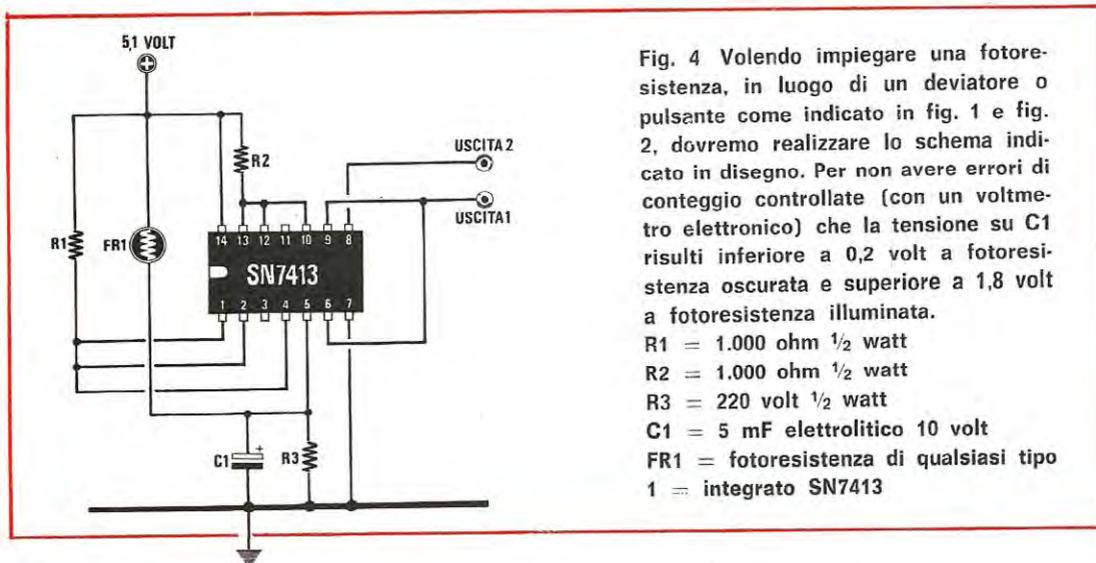 5,1 VOLT
R2
USCITA 2
USCITA1
R1
FR1
14 13 12 11 10 9 8
SN7413
1 2 3 4 5 6 7
C1
+
R3
Fig. 4 Volendo impiegare una fotore-
sistenza, in luogo di un deviatore o
pulsante come indicato in fig. 1 e fig.
2, dovremo realizzare lo schema indi-
cato in disegno. Per non avere errori di
conteggio controllate (con un voltme-
tro elettronico) che la tensione su C1
risulti inferiore a 0,2 volt a fotoresi-
stenza oscurata e superiore a 1,8 volt
a fotoresistenza illuminata.
R1 = 1.000 ohm ½ watt
R2 = 1.000 ohm ½ watt
R3 = 220 volt ½ watt
C1 = 5 mF elettrolitico 10 volt
FR1 = fotoresistenza di qualsiasi tipo
1 = integrato SN7413